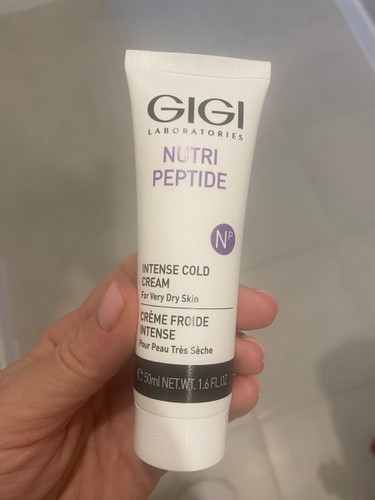 GIGI
LABORATORIES
NUTRI
PEPTIDE
NP
INTENSE COLD
CREAM
For Very Dry Skin
CRÈME FROIDE
INTENSE
Pour Peau Très Sèche
℮ 50ml NET.WT. 1.6 FL.OZ